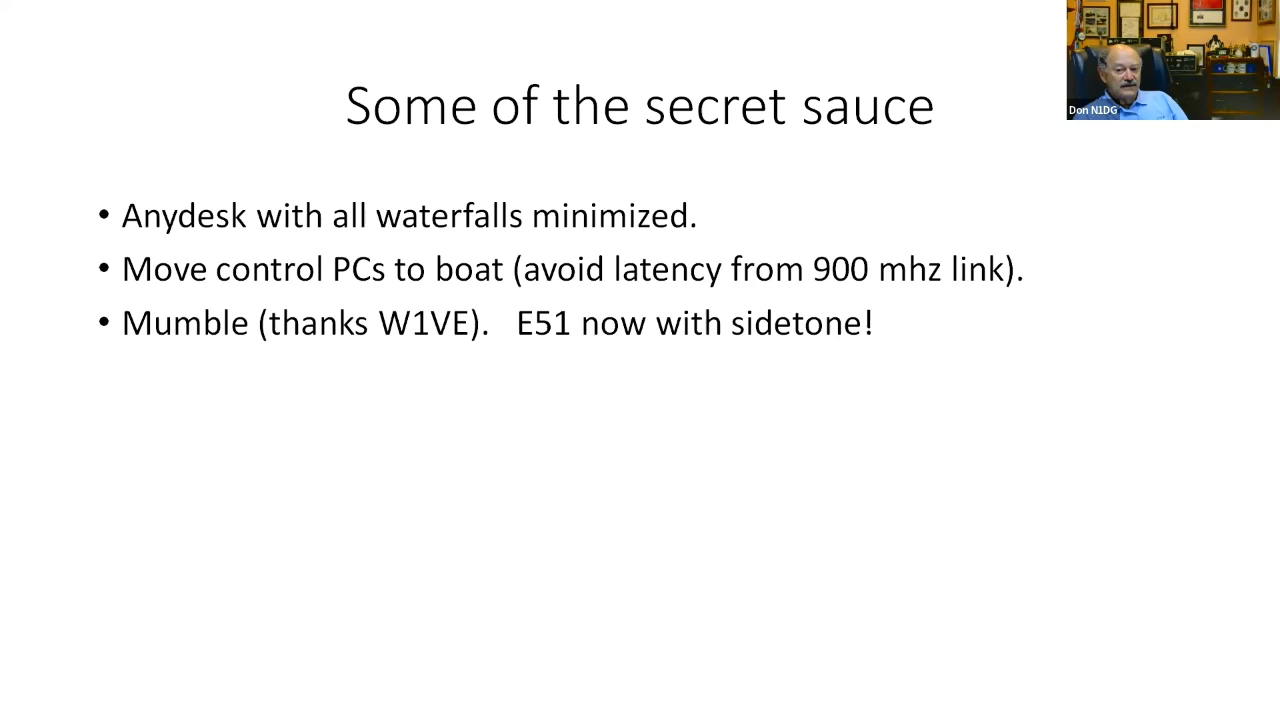 Some of the secret sauce
Don N1DG
• Anydesk with all waterfalls minimized.
• Move control PCs to boat (avoid latency from 900 mhz link).
• Mumble (thanks W1VE).   E51 now with sidetone!